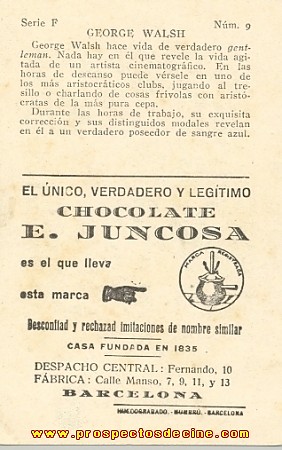 Serie F Núm. 9
GEORGE WALSH
George Walsh hace vida de verdadero gent-
leman. Nada hay en él que revele la vida agi-
tada de un artista cinematográfico. En las
horas de descanso puede vérsele en uno de
los más aristocráticos clubs, jugando al tre-
sillo o charlando de cosas frívolas con aristó-
cratas de la más pura cepa.
Durante las horas de trabajo, su exquisita
corrección y sus distinguidos modales revelan
en él a un verdadero poseedor de sangre azul.
EL ÚNICO, VERDADERO Y LEGÍTIMO
CHOCOLATE
E. JUNCOSA
es el que lleva
esta marca
MARCA REGISTRADA
Desconfiad y rechazad imitaciones de nombre similar
CASA FUNDADA EN 1835
DESPACHO CENTRAL: Fernando, 10
FÁBRICA: Calle Manso, 7, 9, 11, y 13
BARCELONA
BARCELONA
www.prospectosdecine.com